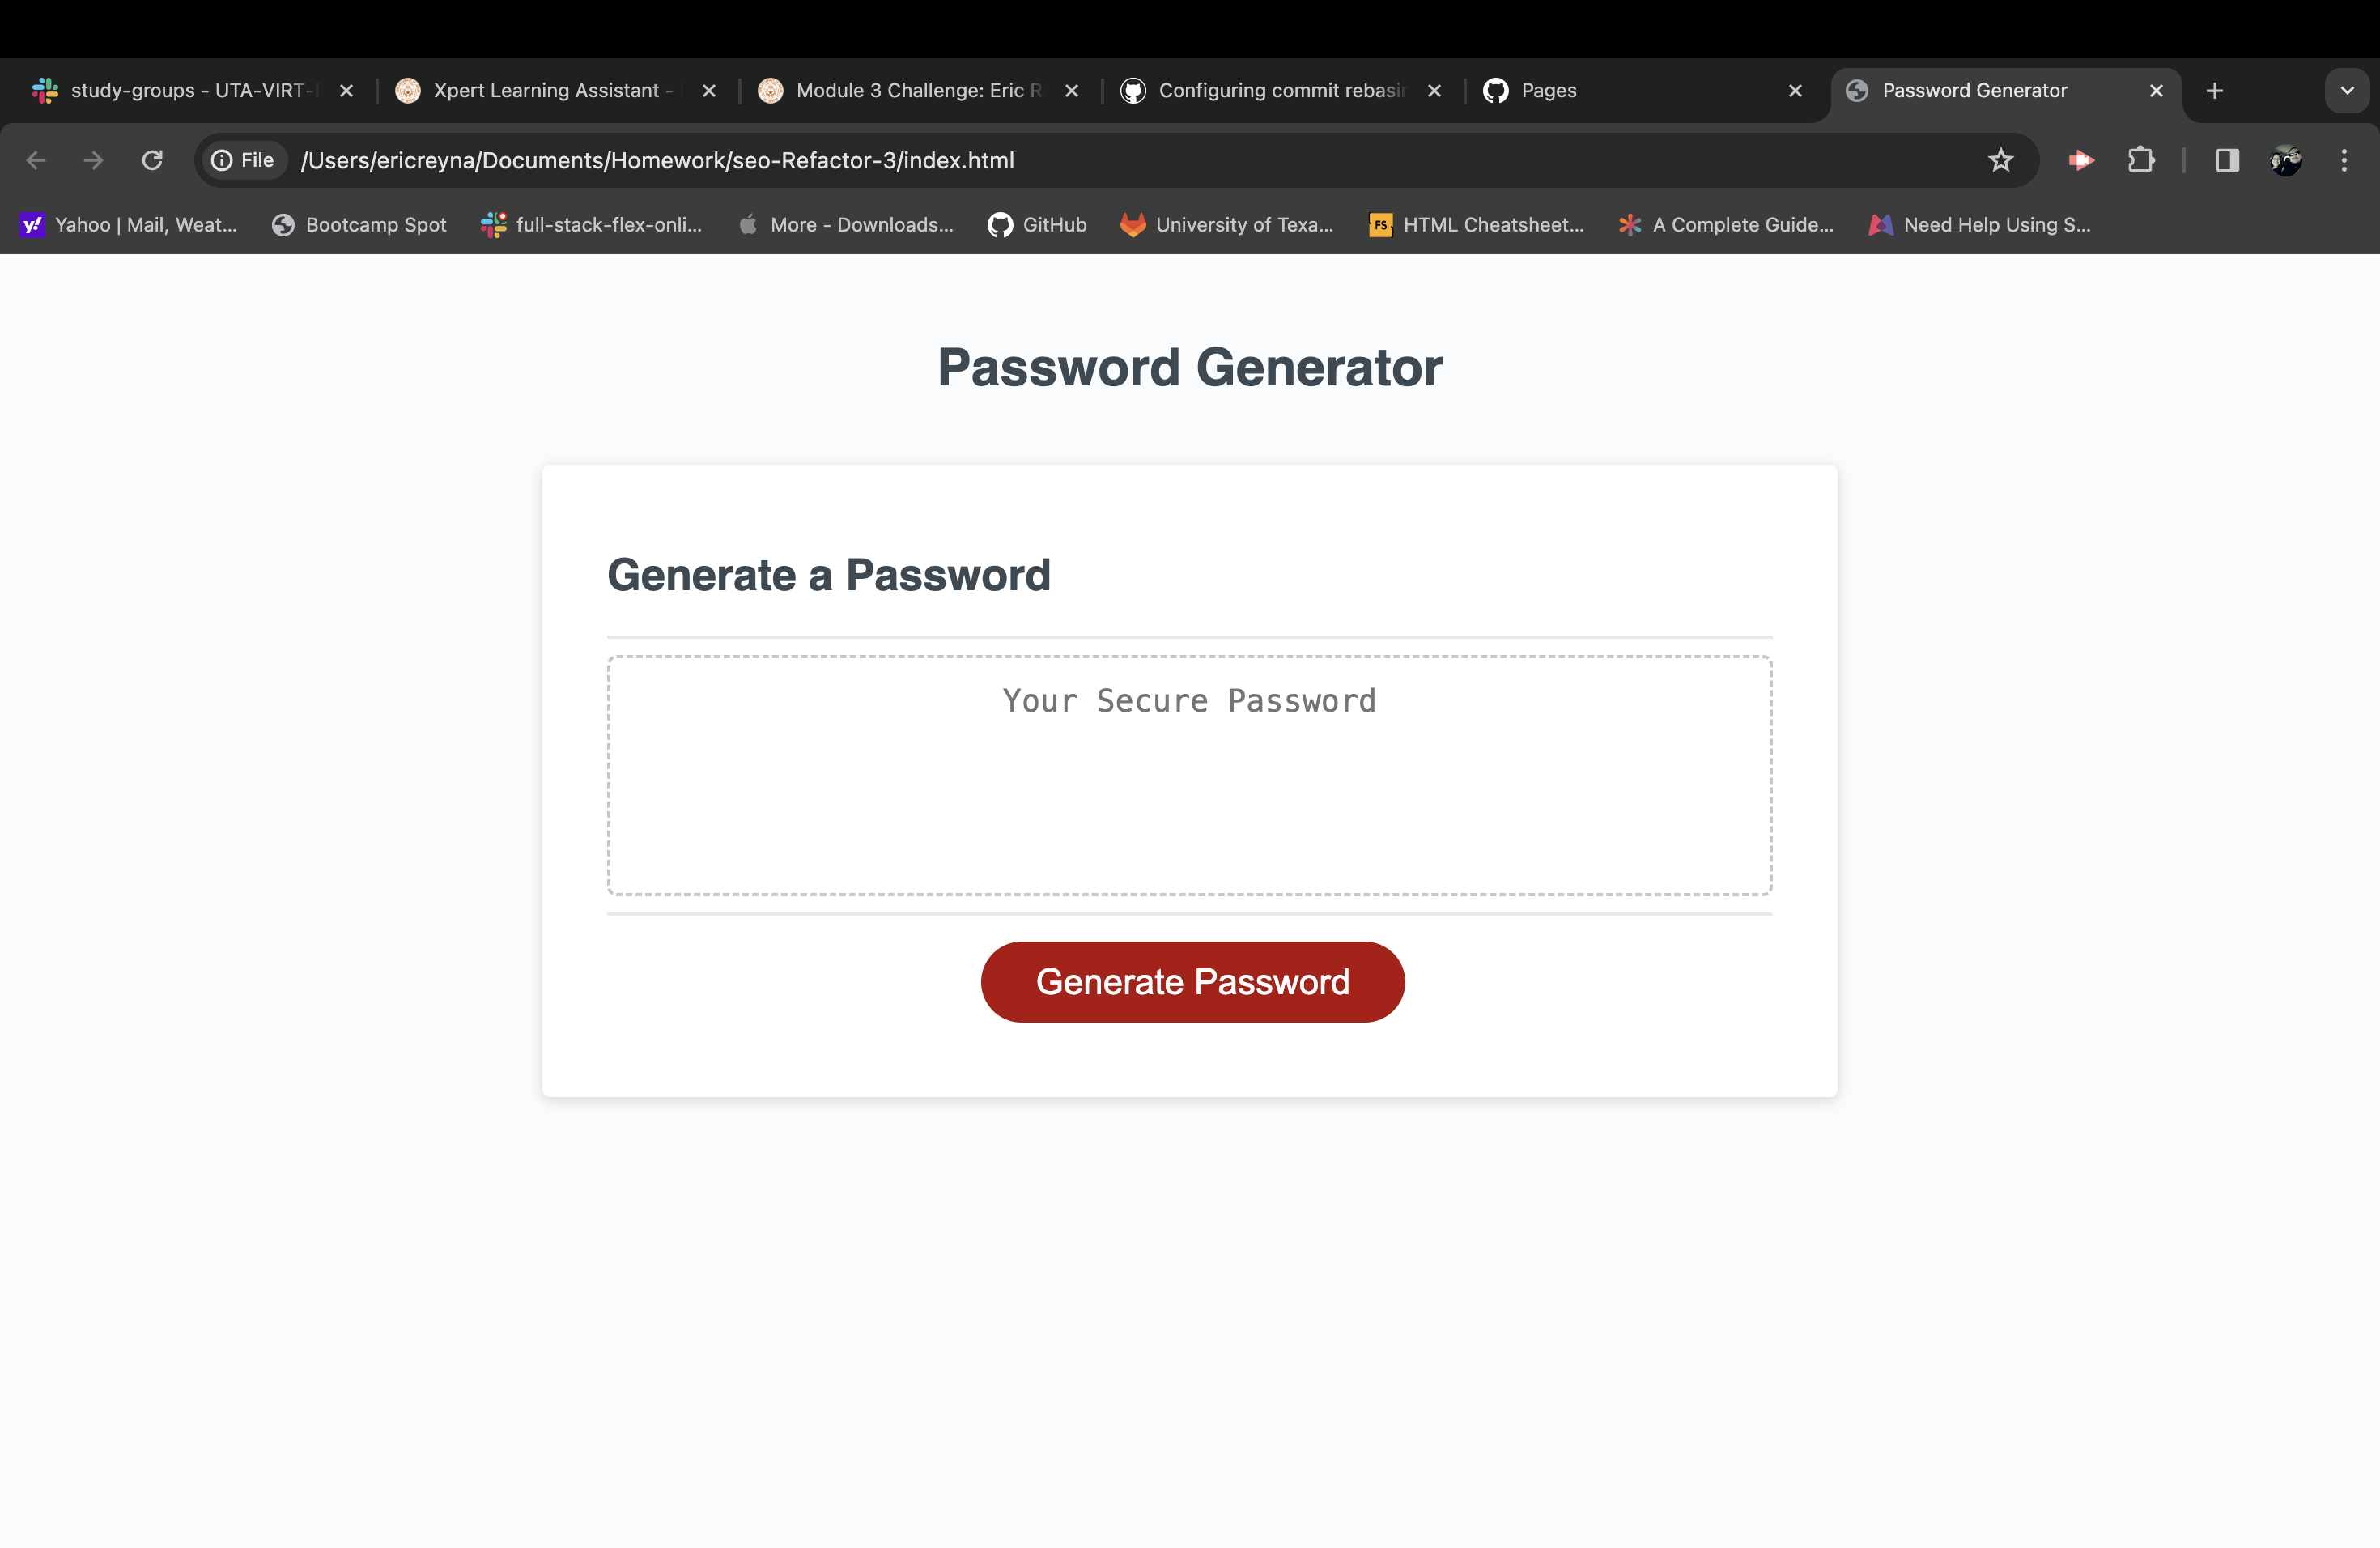 study-groups - UTA-VIRT-
Xpert Learning Assistant -
Module 3 Challenge: Eric R
Configuring commit rebasin
Pages
Password Generator
File
/Users/ericreyna/Documents/Homework/seo-Refactor-3/index.html
y!
Yahoo | Mail, Weat...
Bootcamp Spot
full-stack-flex-onli...
More - Downloads...
GitHub
University of Texa...
FS
HTML Cheatsheet...
A Complete Guide...
Need Help Using S...
Password Generator
Generate a Password
Your Secure Password
Generate Password